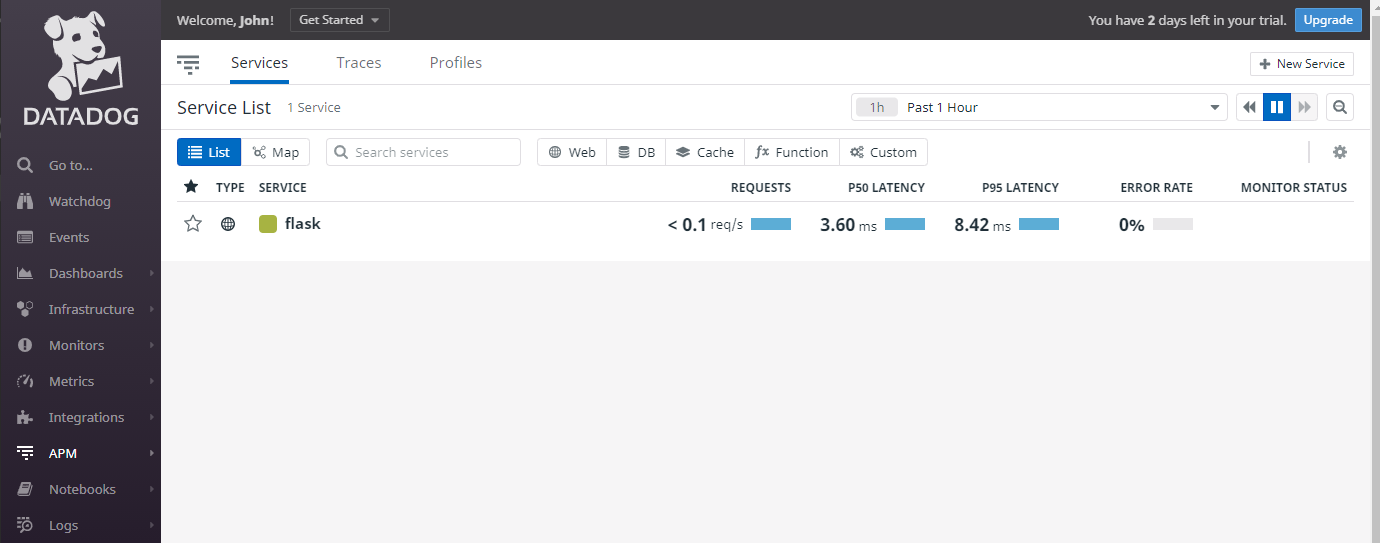 Welcome, John! Get Started You have 2 days left in your trial. Upgrade
DATADOG
Go to...
Watchdog
Events
Dashboards
Infrastructure
Monitors
Metrics
Integrations
APM
Notebooks
Logs
Services Traces Profiles New Service
Service List 1 Service 1h Past 1 Hour
List Map Search services Web DB Cache fx Function Custom
TYPE SERVICE REQUESTS P50 LATENCY P95 LATENCY ERROR RATE MONITOR STATUS
flask < 0.1 req/s 3.60 ms 8.42 ms 0%